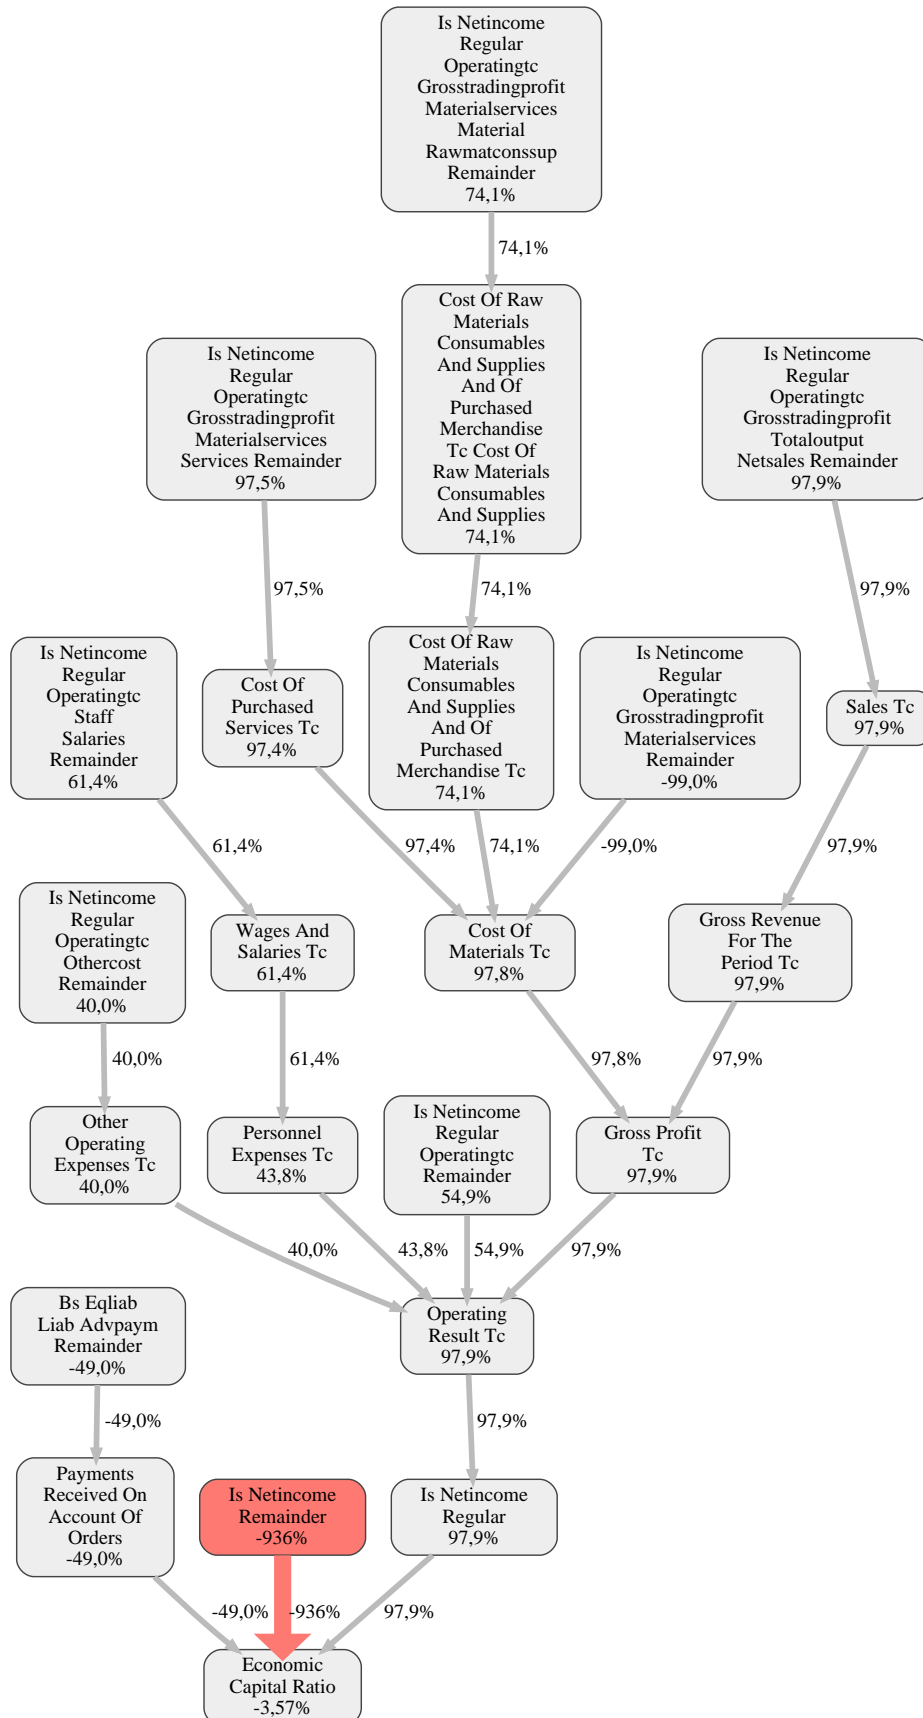 Is Netincome
Regular
Operatingtc
Grosstradingprofit
Materialservices
Material
Rawmatconssup
Remainder
74,1%
74,1%
Cost Of Raw
Materials
Consumables
And Supplies
And Of
Purchased
Merchandise
Tc Cost Of
Raw Materials
Consumables
And Supplies
74,1%
Is Netincome
Regular
Operatingtc
Grosstradingprofit
Materialservices
Services Remainder
97,5%
Is Netincome
Regular
Operatingtc
Grosstradingprofit
Totaloutput
Netsales Remainder
97,9%
97,5%
74,1%
97,9%
Is Netincome
Regular
Operatingtc
Staff
Salaries
Remainder
61,4%
Cost Of
Purchased
Services Tc
97,4%
Cost Of Raw
Materials
Consumables
And Supplies
And Of
Purchased
Merchandise Tc
74,1%
Is Netincome
Regular
Operatingtc
Grosstradingprofit
Materialservices
Remainder
-99,0%
Sales Tc
97,9%
61,4%
97,4%
74,1%
-99,0%
97,9%
Is Netincome
Regular
Operatingtc
Othercost
Remainder
40,0%
Wages And
Salaries Tc
61,4%
Cost Of
Materials Tc
97,8%
Gross Revenue
For The
Period Tc
97,9%
40,0%
61,4%
97,8%
97,9%
Other
Operating
Expenses Tc
40,0%
Personnel
Expenses Tc
43,8%
Is Netincome
Regular
Operatingtc
Remainder
54,9%
Gross Profit
Tc
97,9%
40,0%
43,8%
54,9%
97,9%
Bs Eqliab
Liab Advpaym
Remainder
-49,0%
Operating
Result Tc
97,9%
-49,0%
97,9%
Payments
Received On
Account Of
Orders
-49,0%
Is Netincome
Remainder
-936%
Is Netincome
Regular
97,9%
-49,0%
-936%
97,9%
Economic
Capital Ratio
-3,57%